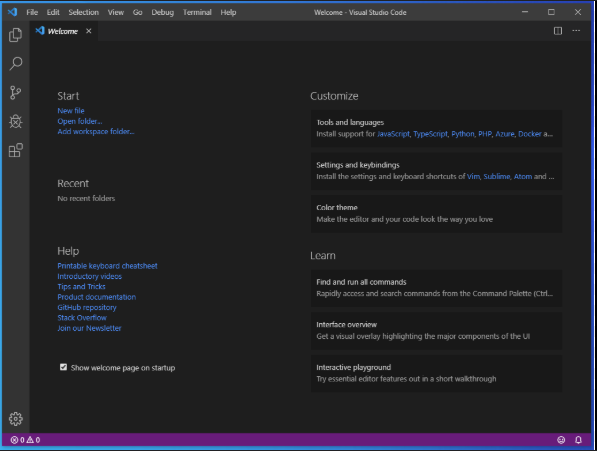 File Edit Selection View Go Debug Terminal Help Welcome - Visual Studio Code
Welcome
Start
New file
Open folder...
Add workspace folder...
Recent
No recent folders
Help
Printable keyboard cheatsheet
Introductory videos
Tips and Tricks
Product documentation
GitHub repository
Stack Overflow
Join our Newsletter
Show welcome page on startup
Customize
Tools and languages
Install support for JavaScript, TypeScript, Python, PHP, Azure, Docker a...
Settings and keybindings
Install the settings and keyboard shortcuts of Vim, Sublime, Atom and ...
Color theme
Make the editor and your code look the way you love
Learn
Find and run all commands
Rapidly access and search commands from the Command Palette (Ctrl...
Interface overview
Get a visual overlay highlighting the major components of the UI
Interactive playground
Try essential editor features out in a short walkthrough
0 0